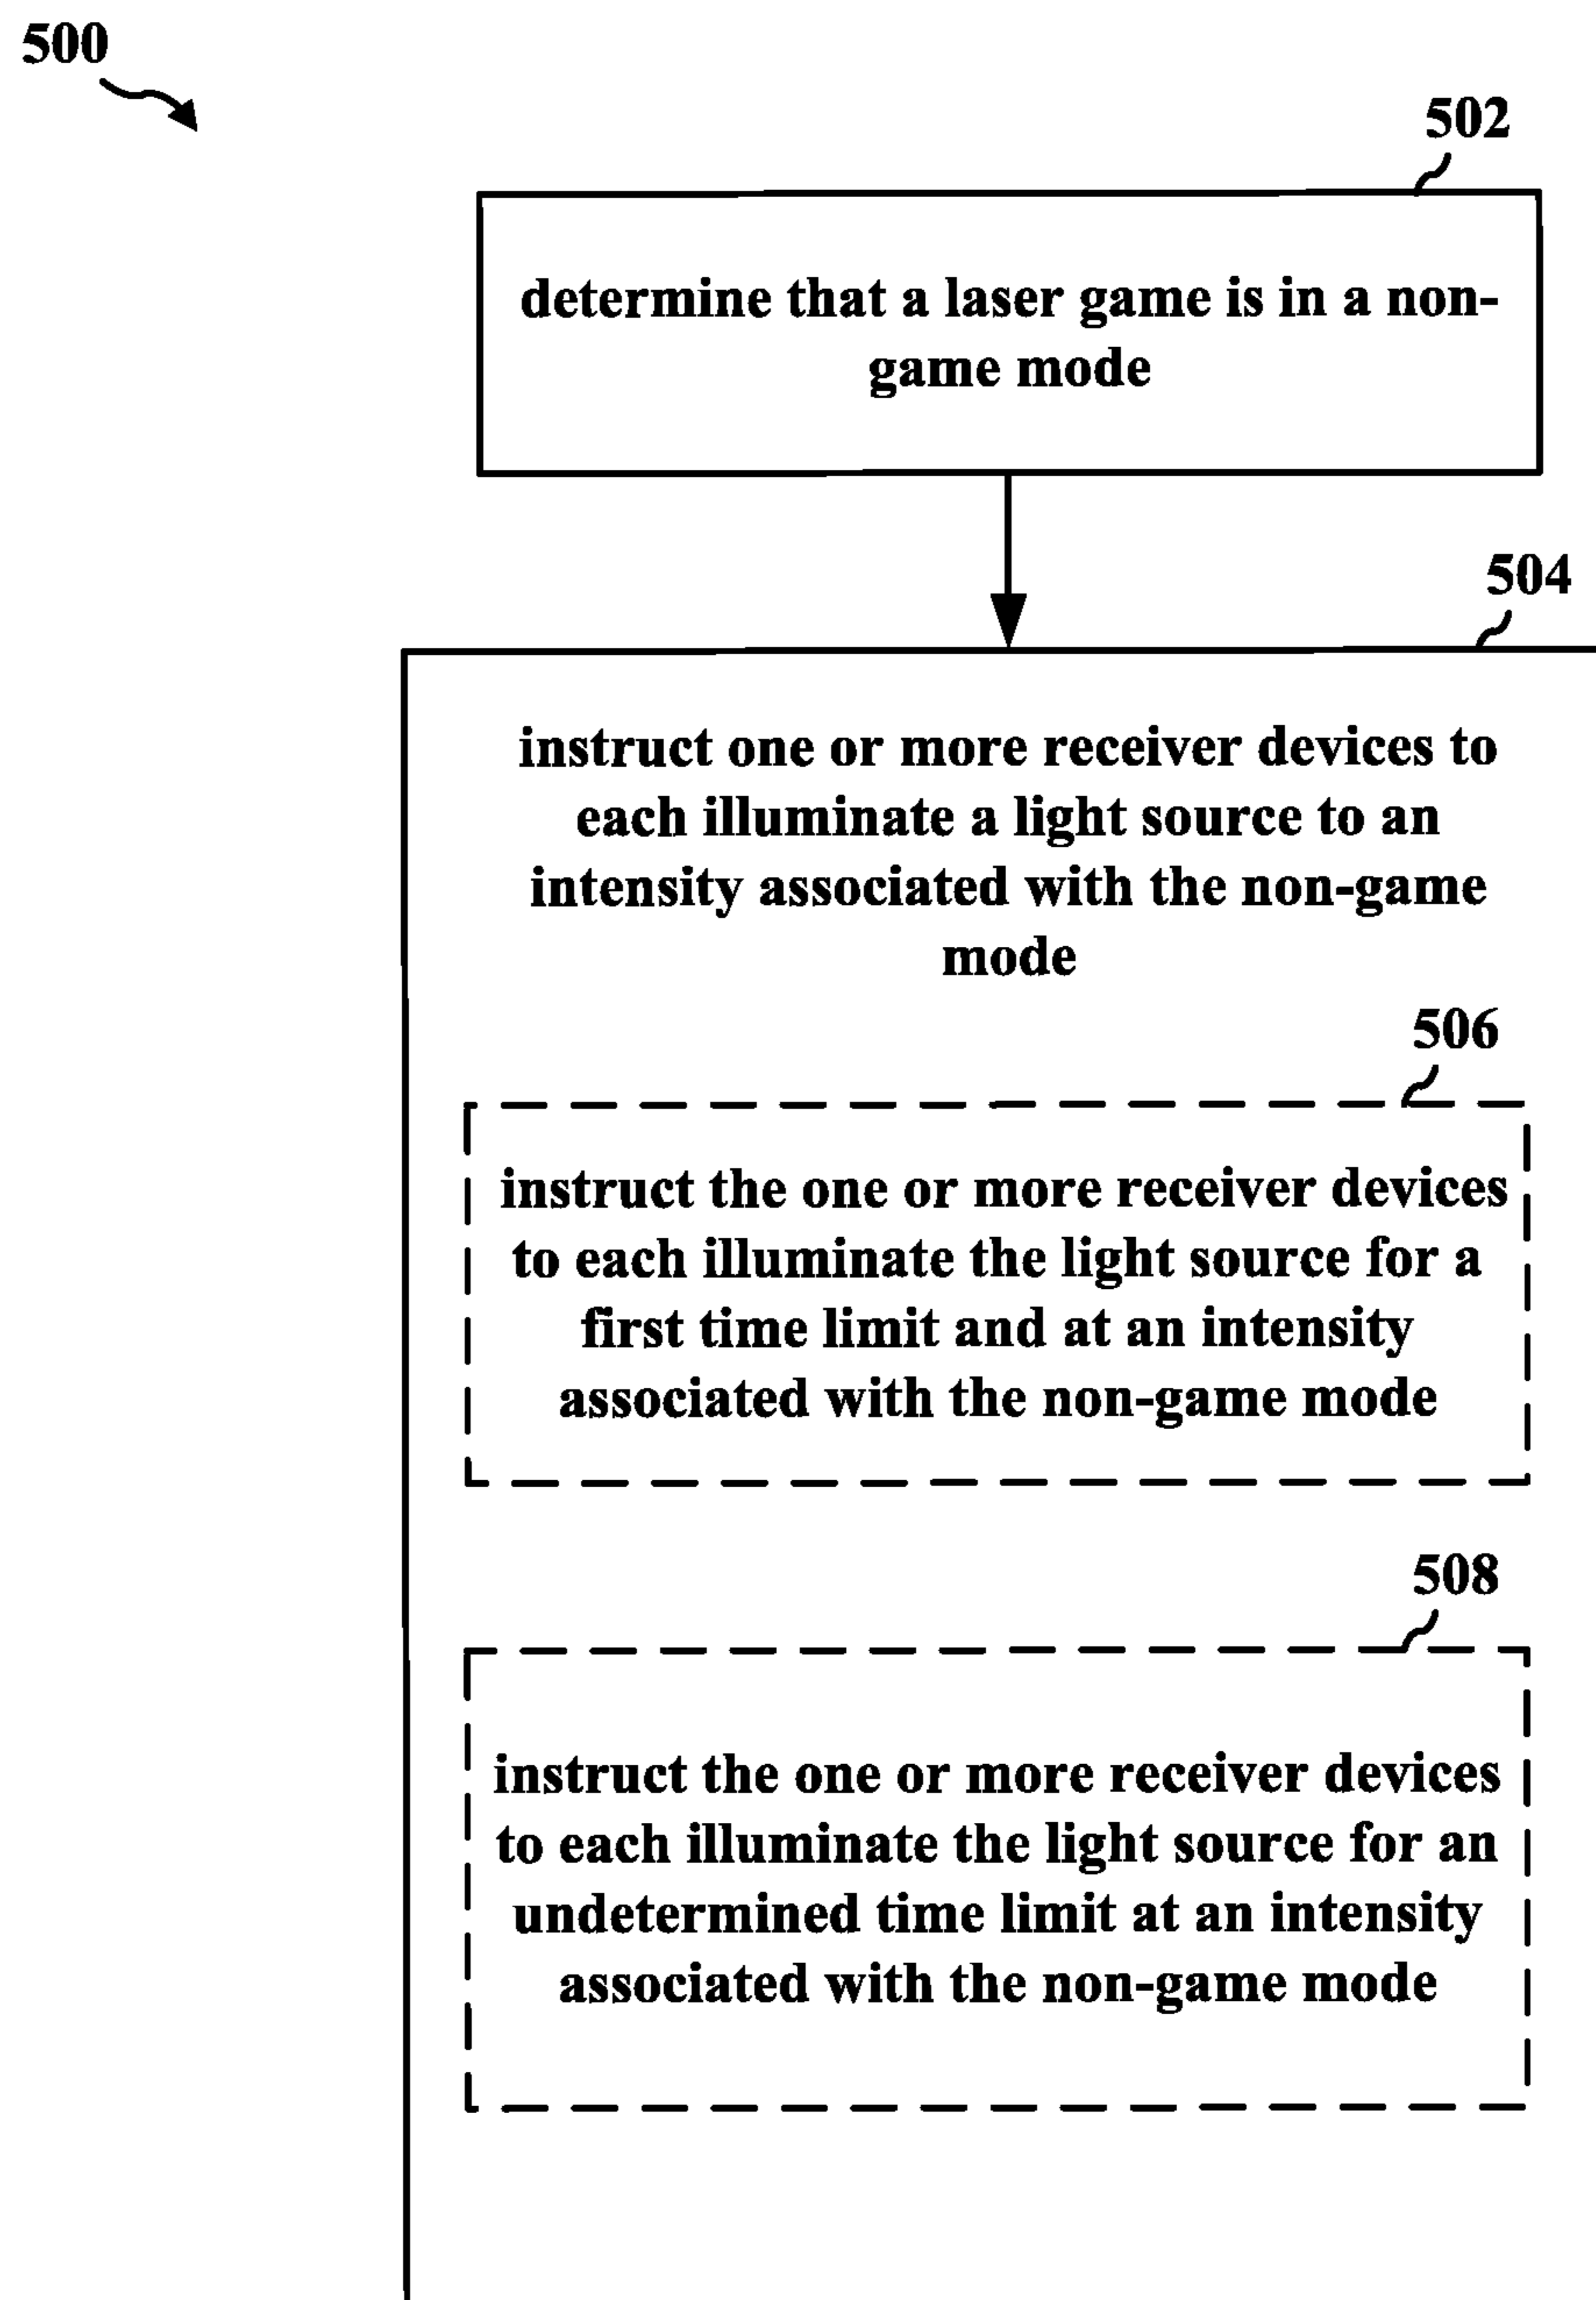 500
502
determine that a laser game is in a non-
game mode
504
instruct one or more receiver devices to
each illuminate a light source to an
intensity associated with the non-game
mode
506
instruct the one or more receiver devices
to each illuminate the light source for a
first time limit and at an intensity
associated with the non-game mode
508
instruct the one or more receiver devices
to each illuminate the light source for an
undetermined time limit at an intensity
associated with the non-game mode